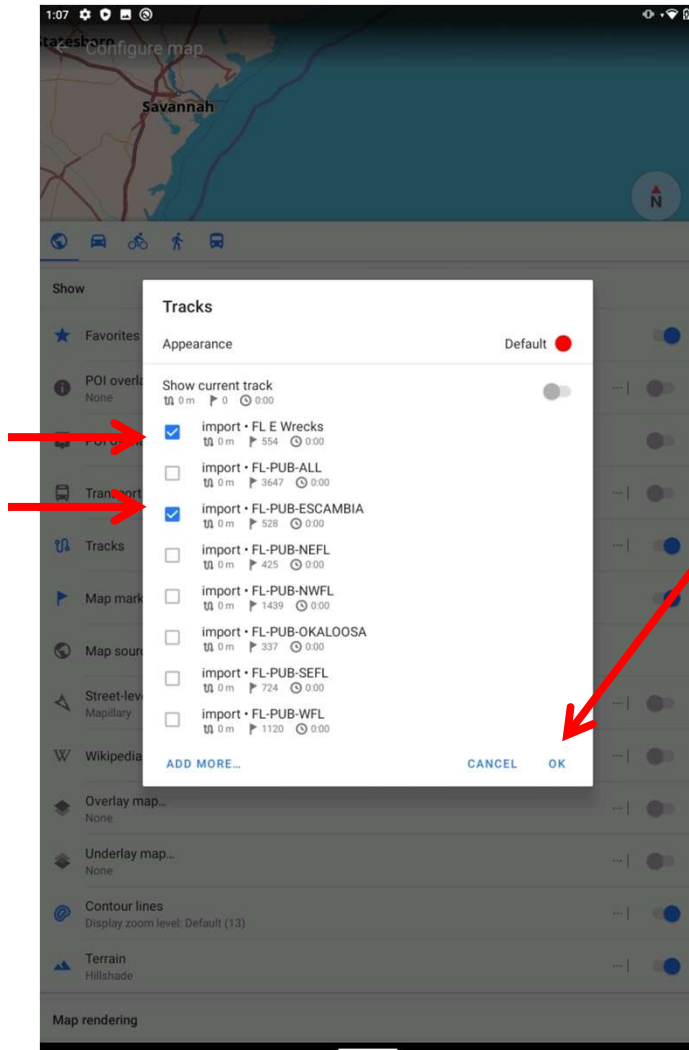 1:07
Statesboro
Configure map
Savannah
N
Show
Favorites
POI overla
None
Transport
Tracks
Map mark
Map sourc
Street-leve
Mapillary
Wikipedia
Overlay map…
None
Underlay map…
None
Contour lines
Display zoom level: Default (13)
Terrain
Hillshade
Map rendering
Tracks
Appearance Default
Show current track
0 m 0 0:00
import • FL E Wrecks
0 m 554 0:00
import • FL-PUB-ALL
0 m 3647 0:00
import • FL-PUB-ESCAMBIA
0 m 528 0:00
import • FL-PUB-NEFL
0 m 425 0:00
import • FL-PUB-NWFL
0 m 1439 0:00
import • FL-PUB-OKALOOSA
0 m 337 0:00
import • FL-PUB-SEFL
0 m 724 0:00
import • FL-PUB-WFL
0 m 1120 0:00
ADD MORE… CANCEL OK